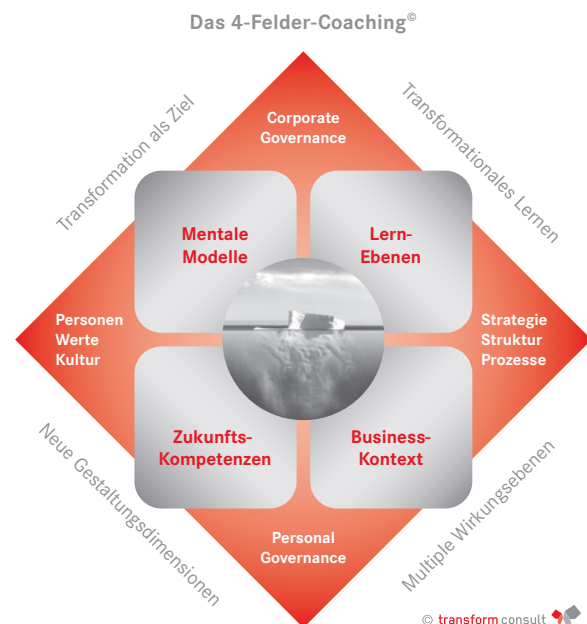 Das 4-Felder-Coaching©
Transformation als Ziel
Transformationales Lernen
Corporate
Governance
Mentale
Modelle
Lern-
Ebenen
Personen
Werte
Kultur
Strategie
Struktur
Prozesse
Zukunfts-
Kompetenzen
Business-
Kontext
Neue Gestaltungsdimensionen
Multiple Wirkungsebenen
Personal
Governance
© transform consult